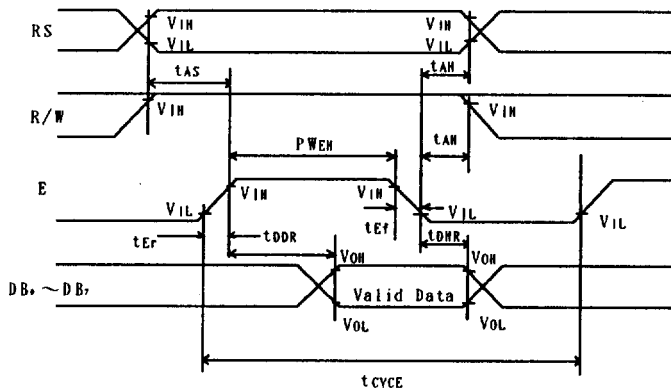 RS
VIH
VIL
VIH
VIL
tAS
tAH
R/W
VIH
VIH
PWEH
tAH
E
VIL
VIH
VIH
VIL
VIL
tEr
tDDR
tEf
tDHR
DB₀ ~DB₇
VOH
VOH
Valid Data
VOL
VOL
tCYCE